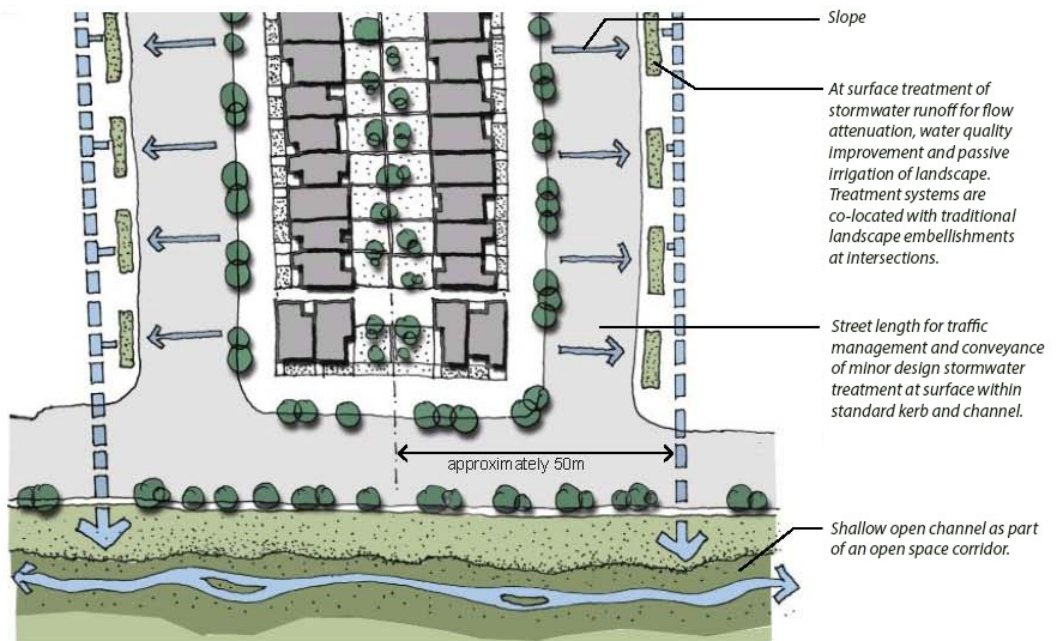 Slope
At surface treatment of
stormwater runoff for flow
attenuation, water quality
improvement and passive
irrigation of landscape.
Treatment systems are
co-located with traditional
landscape embellishments
at intersections.
Street length for traffic
management and conveyance
of minor design stormwater
treatment at surface within
standard kerb and channel.
approximately 50m
Shallow open channel as part
of an open space corridor.